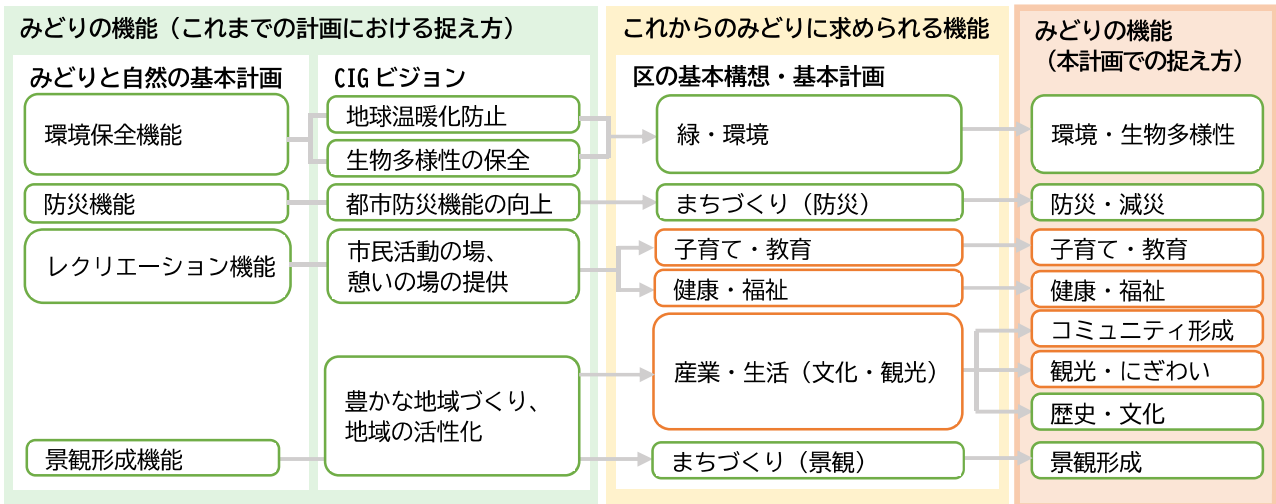 みどりの機能（これまでの計画における捉え方）
みどりと自然の基本計画
環境保全機能
防災機能
レクリエーション機能
景観形成機能
CIGビジョン
地球温暖化防止
生物多様性の保全
都市防災機能の向上
市民活動の場、
憩いの場の提供
豊かな地域づくり、
地域の活性化
これからのみどりに求められる機能
区の基本構想・基本計画
緑・環境
まちづくり（防災）
子育て・教育
健康・福祉
産業・生活（文化・観光）
まちづくり（景観）
みどりの機能
（本計画での捉え方）
環境・生物多様性
防災・減災
子育て・教育
健康・福祉
コミュニティ形成
観光・にぎわい
歴史・文化
景観形成